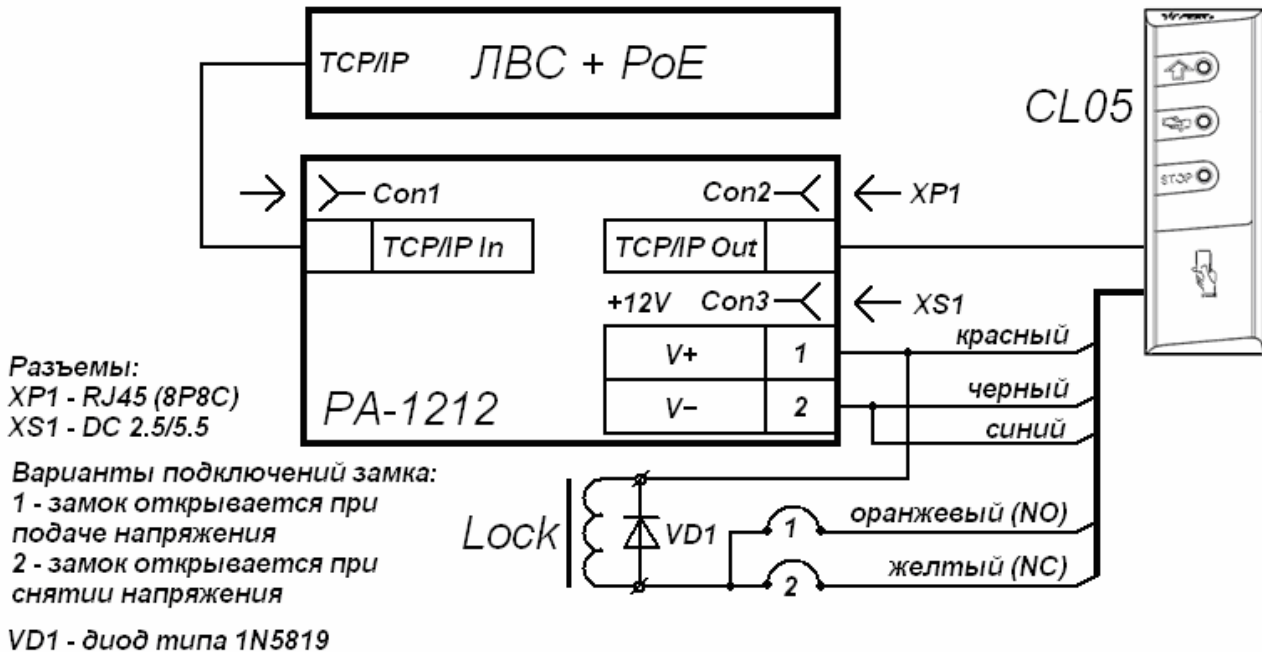 TCP/IP ЛВС + PoE
CL05
STOP
Con1 Con2 XP1
TCP/IP In TCP/IP Out
+12V Con3 XS1
V+ 1 красный
V− 2 черный
синий
PA-1212
Разъемы:
XP1 - RJ45 (8P8C)
XS1 - DC 2.5/5.5
Варианты подключений замка:
1 - замок открывается при
подаче напряжения
2 - замок открывается при
снятии напряжения
VD1 - диод типа 1N5819
Lock VD1
1 оранжевый (NO)
2 желтый (NC)